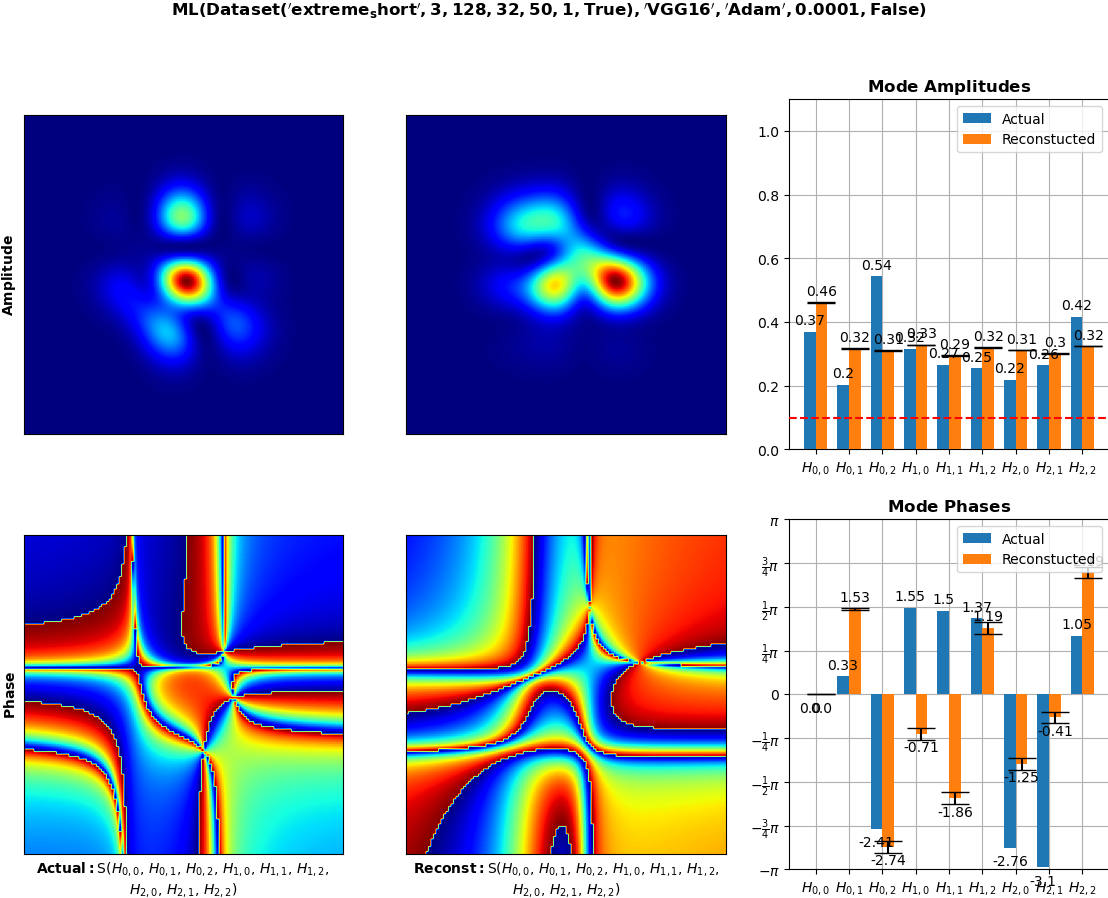 ML(Dataset('extreme_short', 3, 128, 32, 50, 1, True), 'VGG16', 'Adam', 0.0001, False)
Amplitude
Mode Amplitudes
Actual
Reconstucted
1.0
0.8
0.6
0.4
0.2
0.0
0.37
0.46
0.2
0.32
0.54
0.31
0.32
0.33
0.27
0.29
0.25
0.32
0.22
0.31
0.26
0.3
0.42
0.32
H0,0 H0,1 H0,2 H1,0 H1,1 H1,2 H2,0 H2,1 H2,2
Phase
Mode Phases
Actual
Reconstucted
π
3/4π
1/2π
1/4π
0
−1/4π
−1/2π
−3/4π
−π
0.0
0.0
0.33
1.53
-2.41
-2.74
1.55
-0.71
1.5
-1.86
1.37
1.19
-2.76
-1.25
-3.1
-0.41
1.05
H0,0 H0,1 H0,2 H1,0 H1,1 H1,2 H2,0 H2,1 H2,2
Actual: S(H0,0, H0,1, H0,2, H1,0, H1,1, H1,2,
H2,0, H2,1, H2,2)
Reconst: S(H0,0, H0,1, H0,2, H1,0, H1,1, H1,2,
H2,0, H2,1, H2,2)